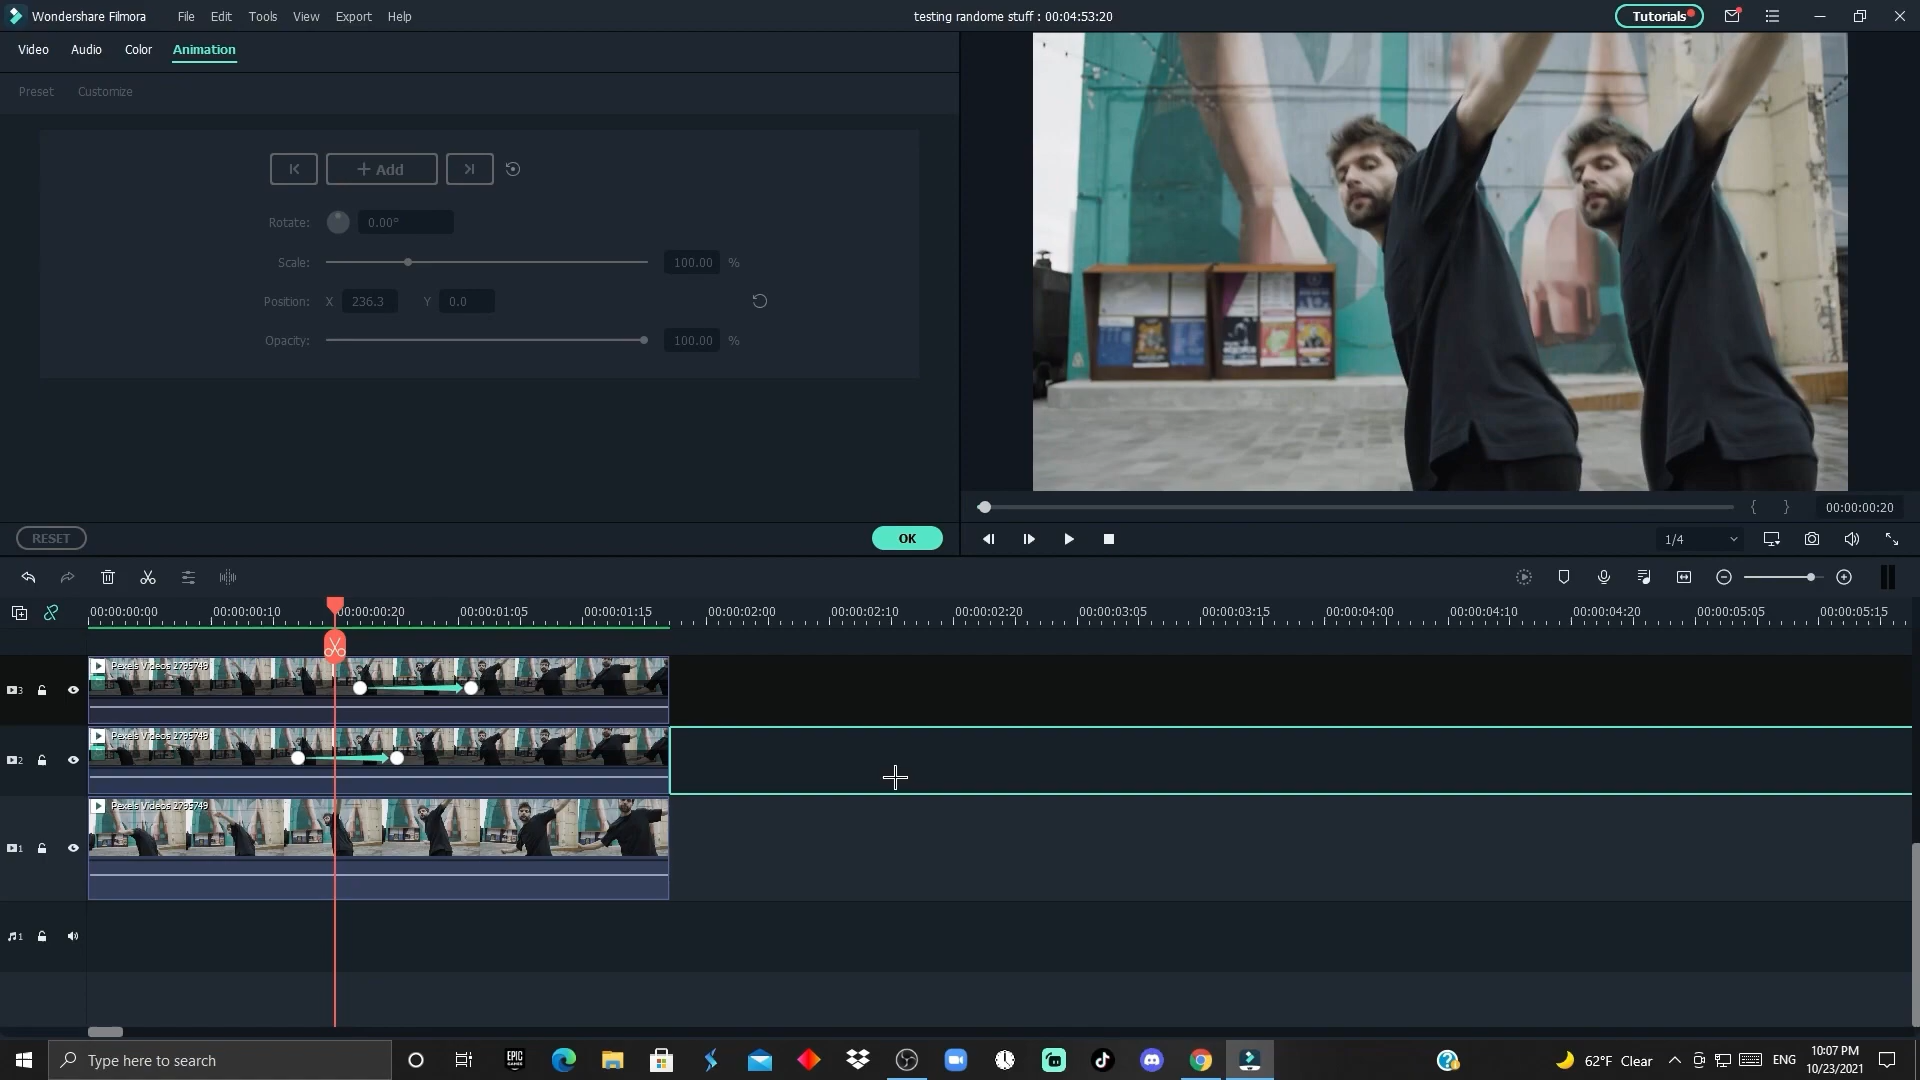 Wondershare Filmora File Edit Tools View Export Help testing randome stuff : 00:04:53:20 Tutorials
Video Audio Color Animation
Preset Customize
+ Add
Rotate: 0.00°
Scale: 100.00 %
Position: X 236.3 Y 0.0
Opacity: 100.00 %
00:00:00:20
RESET OK 1/4
00:00:00:00 00:00:00:10 00:00:00:20 00:00:01:05 00:00:01:15 00:00:02:00 00:00:02:10 00:00:02:20 00:00:03:05 00:00:03:15 00:00:04:00 00:00:04:10 00:00:04:20 00:00:05:05 00:00:05:15
Pexels Videos 2795749
3
Pexels Videos 2795749
2
Pexels Videos 2795749
1
1
Type here to search EPIC GAMES 62°F Clear ENG 10:07 PM
10/23/2021